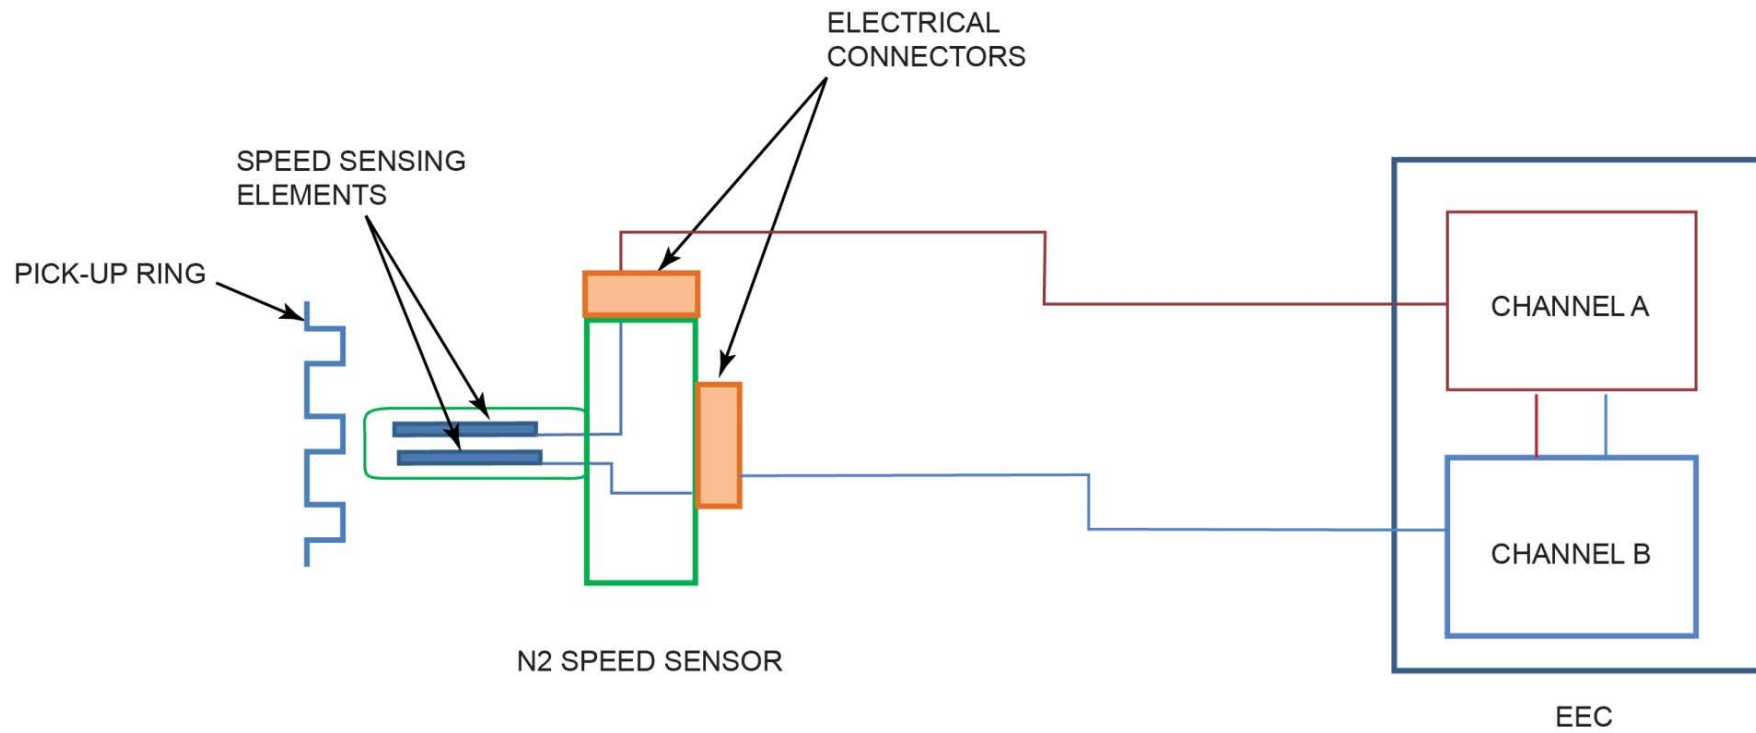 ELECTRICAL
CONNECTORS
SPEED SENSING
ELEMENTS
PICK-UP RING
CHANNEL A
CHANNEL B
N2 SPEED SENSOR
EEC